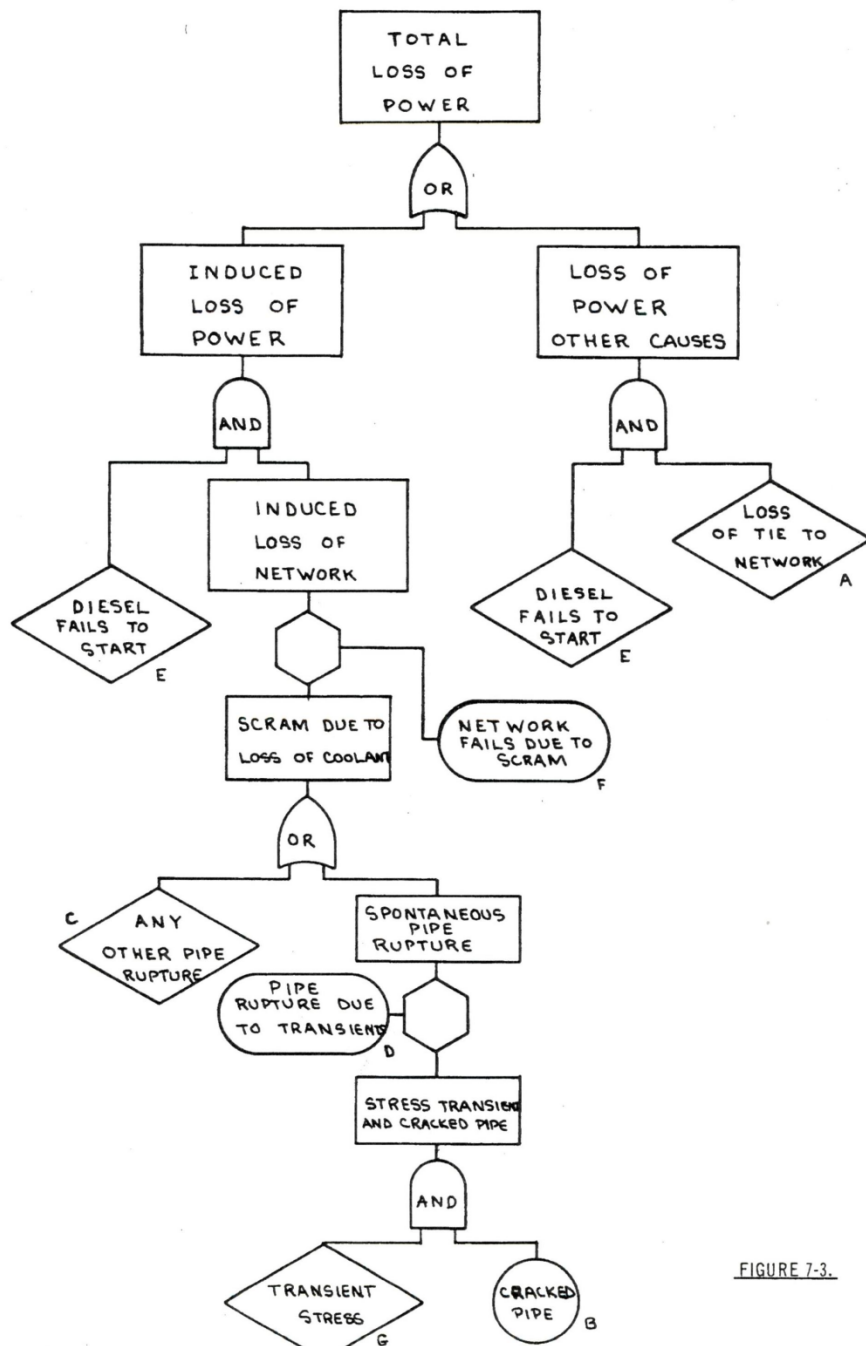 TOTAL
LOSS OF
POWER
OR
INDUCED
LOSS OF
POWER
LOSS OF
POWER
OTHER CAUSES
AND
AND
INDUCED
LOSS OF
NETWORK
LOSS
OF TIE TO
NETWORK
A
DIESEL
FAILS TO
START
E
DIESEL
FAILS TO
START
E
SCRAM DUE TO
LOSS OF COOLANT
NETWORK
FAILS DUE TO
SCRAM
F
OR
C
ANY
OTHER PIPE
RUPTURE
SPONTANEOUS
PIPE
RUPTURE
PIPE
RUPTURE DUE
TO TRANSIENTS
D
STRESS TRANSIENT
AND CRACKED PIPE
AND
TRANSIENT
STRESS
G
CRACKED
PIPE
B
FIGURE 7-3.